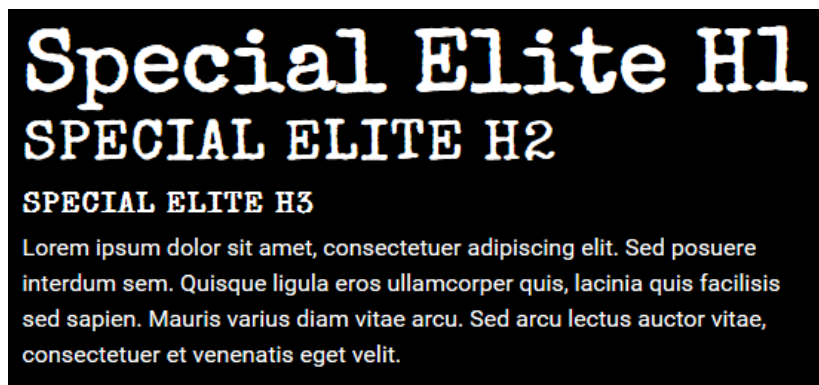 Special Elite H1
SPECIAL ELITE H2
SPECIAL ELITE H3
Lorem ipsum dolor sit amet, consectetuer adipiscing elit. Sed posuere
interdum sem. Quisque ligula eros ullamcorper quis, lacinia quis facilisis
sed sapien. Mauris varius diam vitae arcu. Sed arcu lectus auctor vitae,
consectetuer et venenatis eget velit.